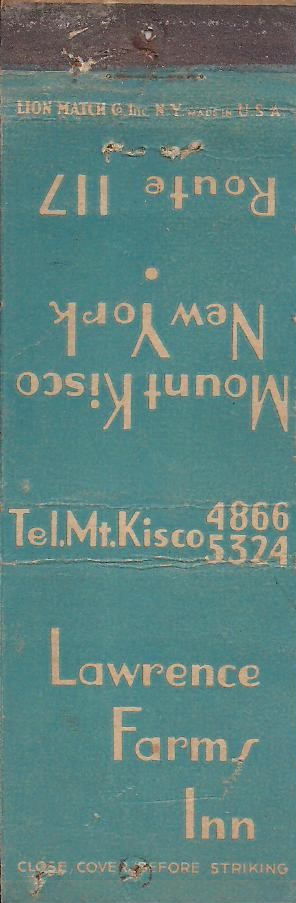 LION MATCH Co Inc. N.Y. MADE IN U.S.A.
Mount Kisco
New York
•
Route 117
Tel.Mt.Kisco 4866
5324
Lawrence
Farms
Inn
CLOSE COVER BEFORE STRIKING